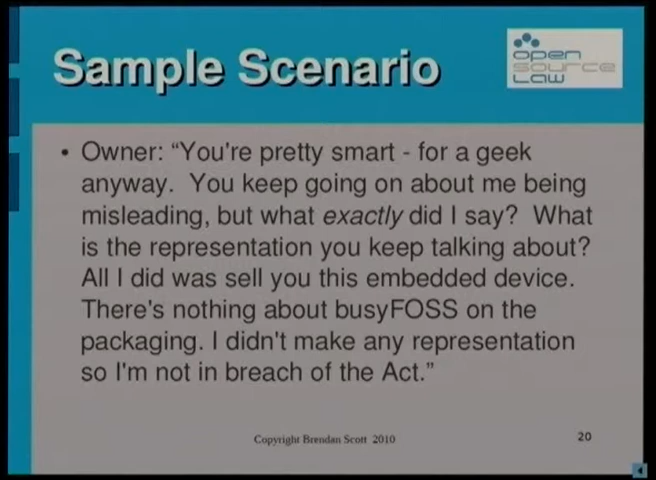 Sample Scenario
open
source
Law
• Owner: “You're pretty smart - for a geek
anyway.  You keep going on about me being
misleading, but what exactly did I say?  What
is the representation you keep talking about?
All I did was sell you this embedded device.
There's nothing about busyFOSS on the
packaging. I didn't make any representation
so I'm not in breach of the Act.”
Copyright Brendan Scott  2010
20